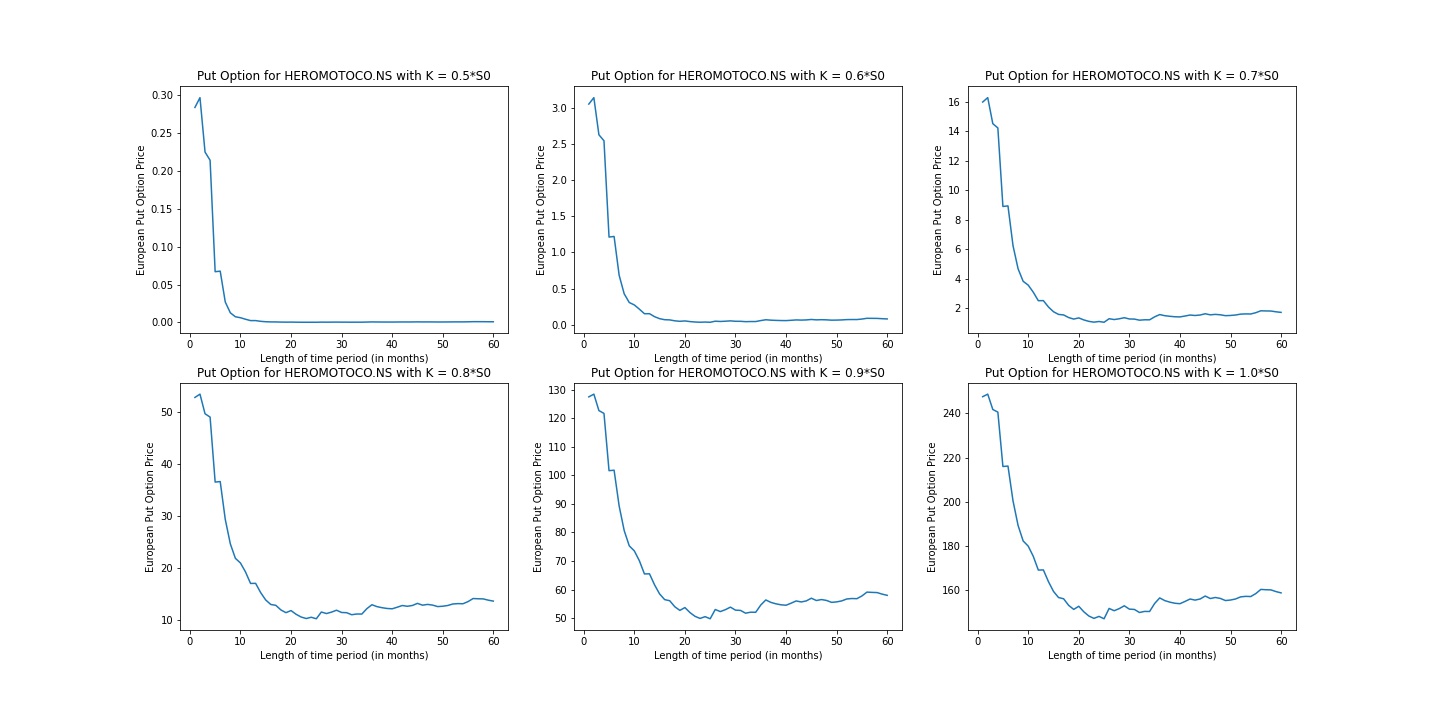 Put Option for HEROMOTOCO.NS with K = 0.5*S0
0.30
0.25
0.20
0.15
0.10
0.05
0.00
European Put Option Price
0 10 20 30 40 50 60
Length of time period (in months)
Put Option for HEROMOTOCO.NS with K = 0.6*S0
3.0
2.5
2.0
1.5
1.0
0.5
0.0
European Put Option Price
0 10 20 30 40 50 60
Length of time period (in months)
Put Option for HEROMOTOCO.NS with K = 0.7*S0
16
14
12
10
8
6
4
2
European Put Option Price
0 10 20 30 40 50 60
Length of time period (in months)
Put Option for HEROMOTOCO.NS with K = 0.8*S0
50
40
30
20
10
European Put Option Price
0 10 20 30 40 50 60
Length of time period (in months)
Put Option for HEROMOTOCO.NS with K = 0.9*S0
130
120
110
100
90
80
70
60
50
European Put Option Price
0 10 20 30 40 50 60
Length of time period (in months)
Put Option for HEROMOTOCO.NS with K = 1.0*S0
240
220
200
180
160
European Put Option Price
0 10 20 30 40 50 60
Length of time period (in months)